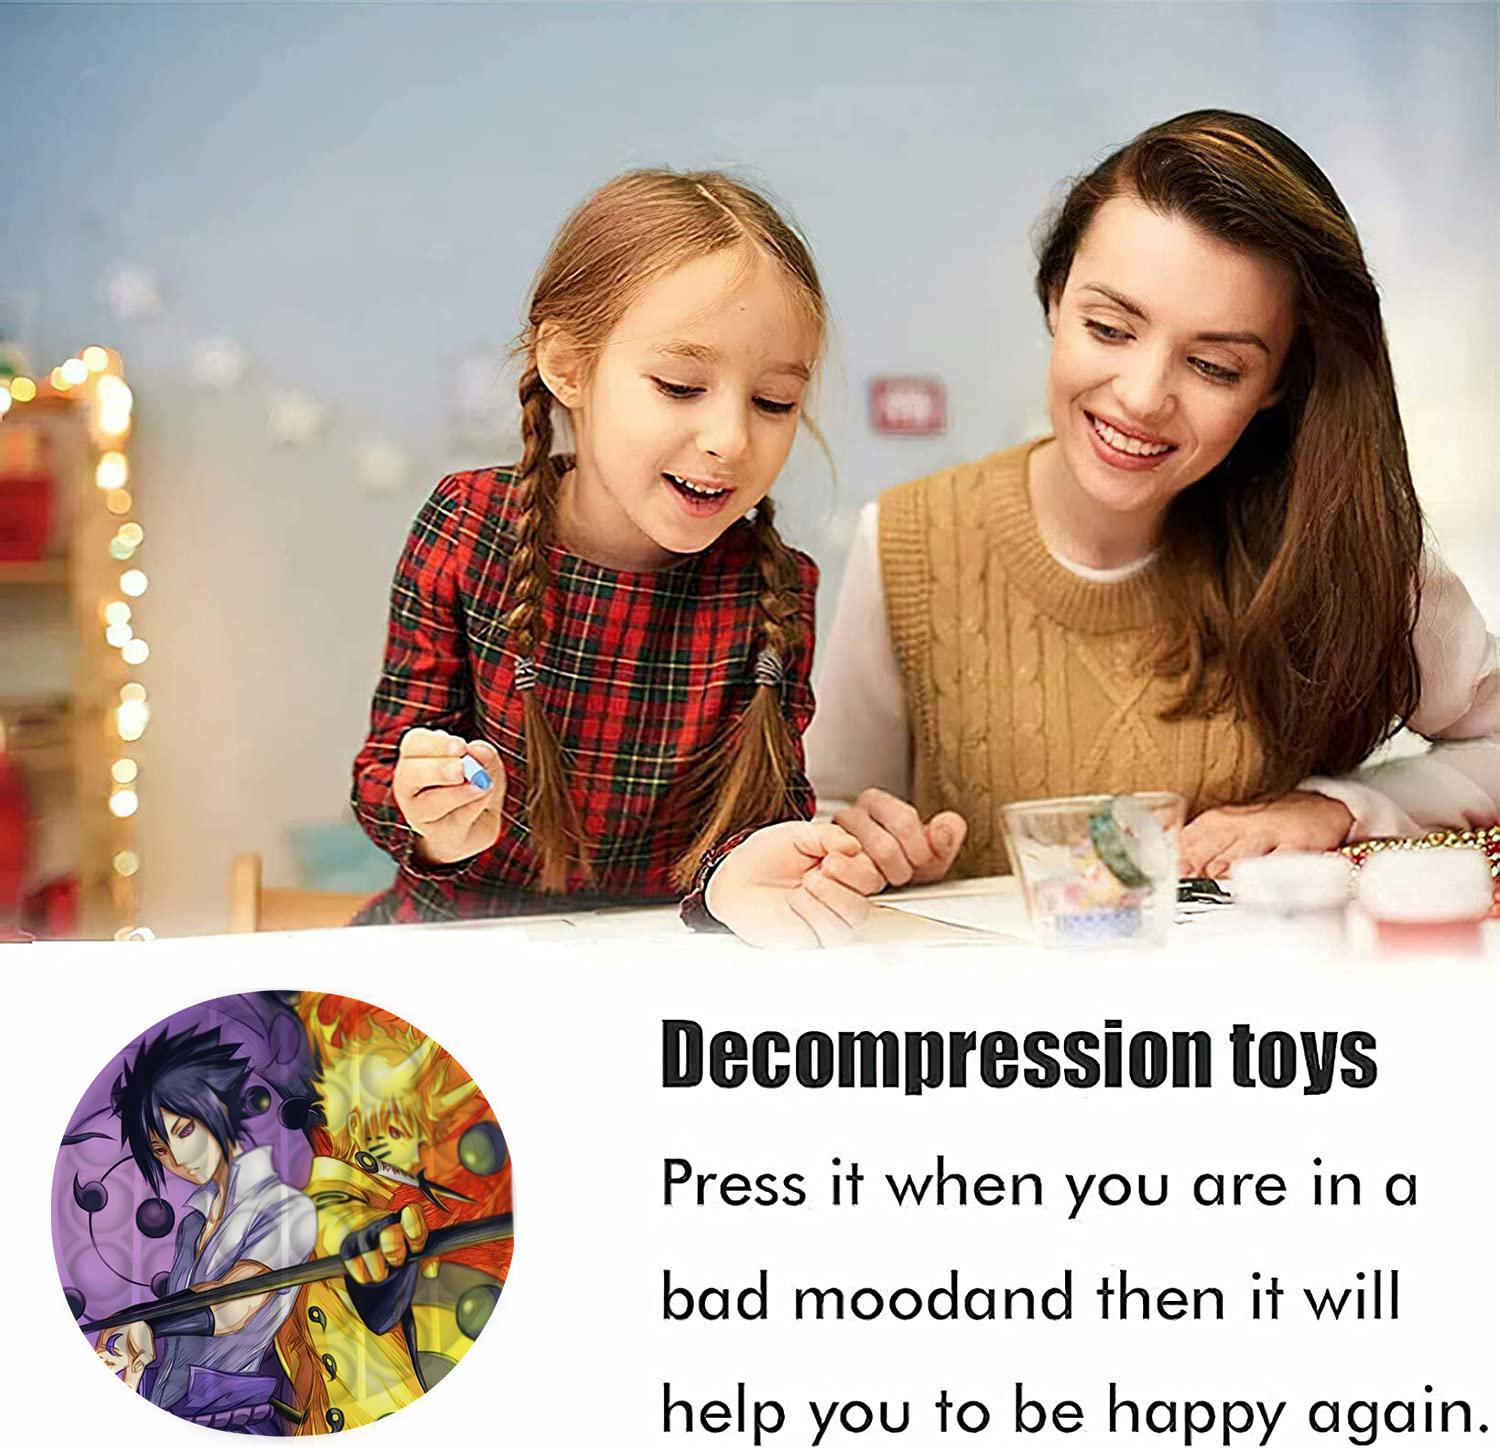 Decompression toys
Press it when you are in a
bad moodand then it will
help you to be happy again.